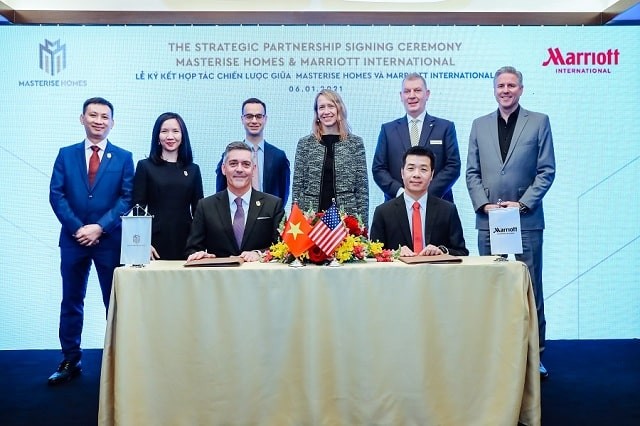 THE STRATEGIC PARTNERSHIP SIGNING CEREMONY
MASTERISE HOMES & MARRIOTT INTERNATIONAL
LỄ KÝ KẾT HỢP TÁC CHIẾN LƯỢC GIỮA MASTERISE HOMES VÀ MARRIOTT INTERNATIONAL
06.01.2021
MASTERISE HOMES
Marriott
INTERNATIONAL
Marriott